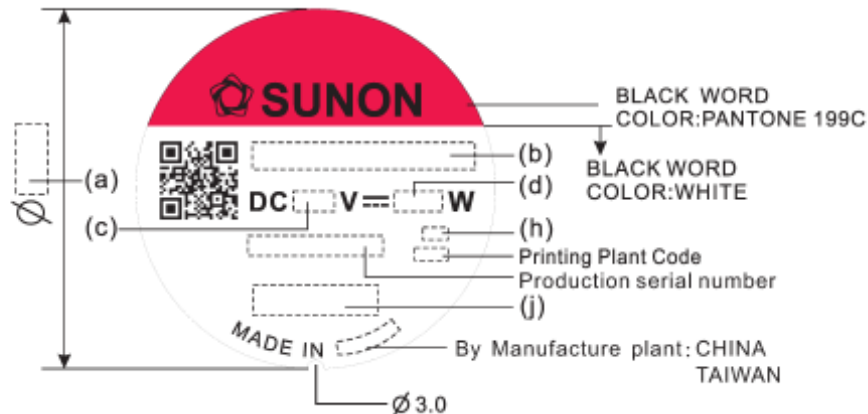 SUNON
BLACK WORD
COLOR:PANTONE 199C
(b)
BLACK WORD
COLOR:WHITE
(a)
(d)
DC V W
(c)
(h)
Printing Plant Code
Production serial number
(j)
MADE IN
By Manufacture plant: CHINA
TAIWAN
Ø
Ø 3.0